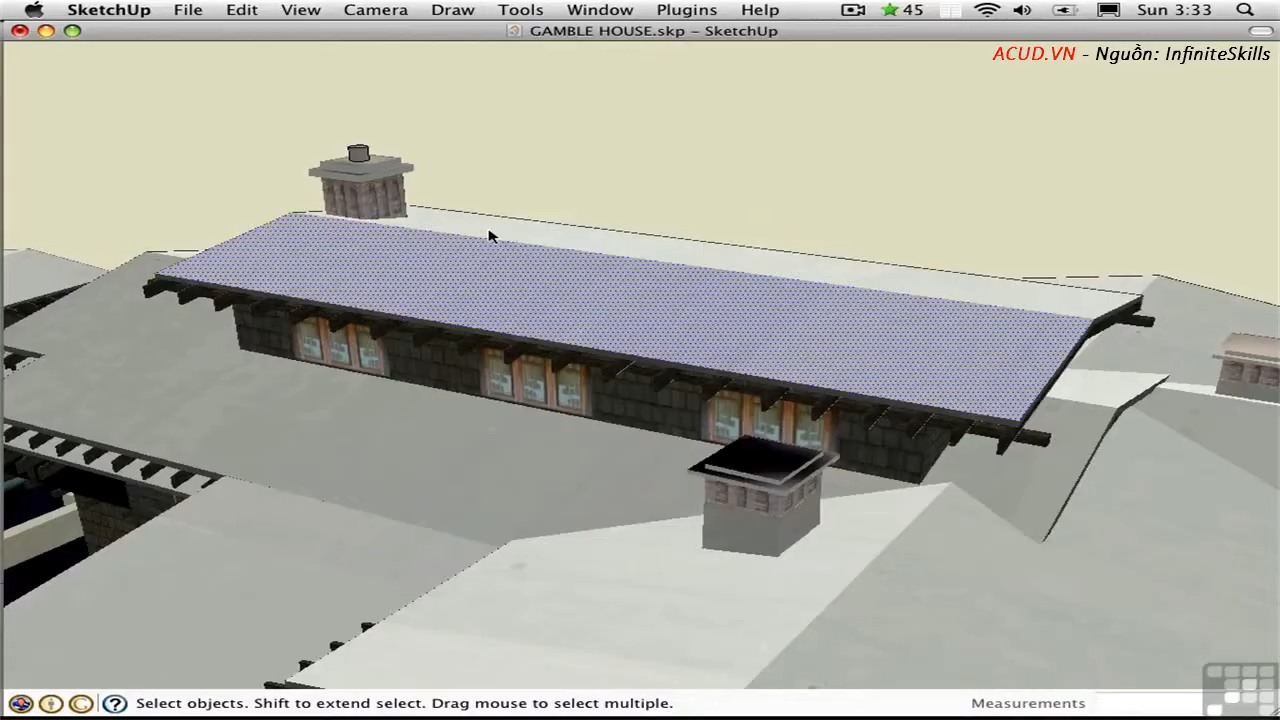 SketchUp File Edit View Camera Draw Tools Window Plugins Help 45 Sun 3:33
GAMBLE HOUSE.skp – SketchUp
ACUD.VN - Nguồn: InfiniteSkills
Select objects. Shift to extend select. Drag mouse to select multiple. Measurements